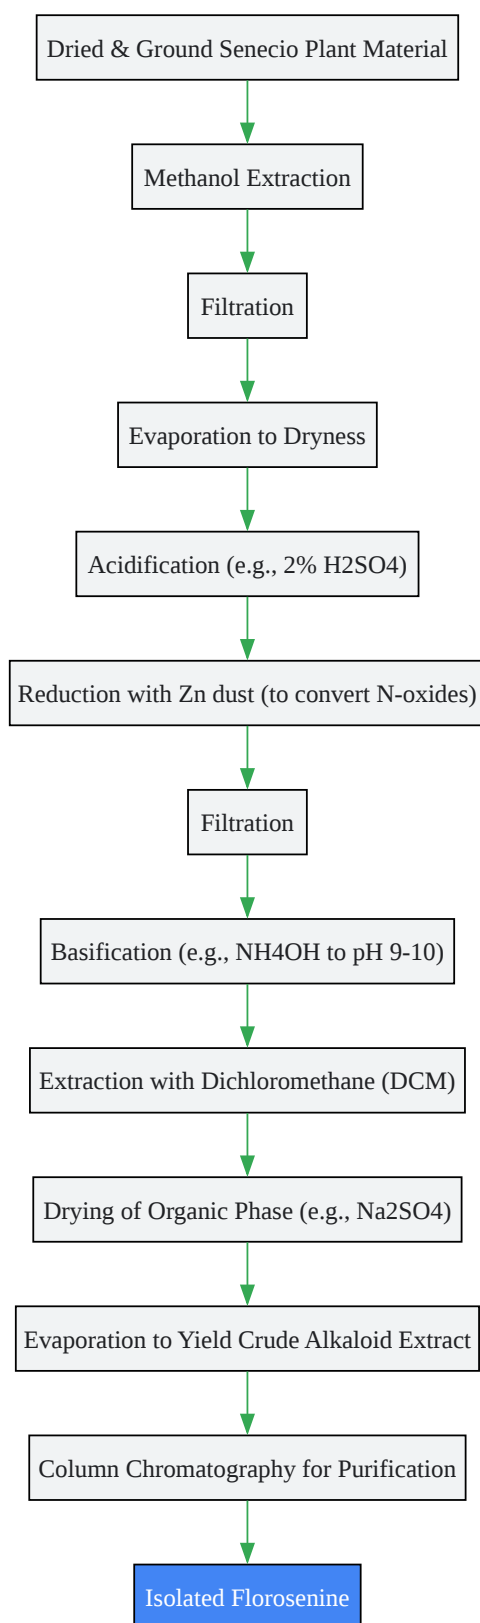 Dried & Ground Senecio Plant Material
Methanol Extraction
Filtration
Evaporation to Dryness
Acidification (e.g., 2% H2SO4)
Reduction with Zn dust (to convert N-oxides)
Filtration
Basification (e.g., NH4OH to pH 9-10)
Extraction with Dichloromethane (DCM)
Drying of Organic Phase (e.g., Na2SO4)
Evaporation to Yield Crude Alkaloid Extract
Column Chromatography for Purification
Isolated Florosenine